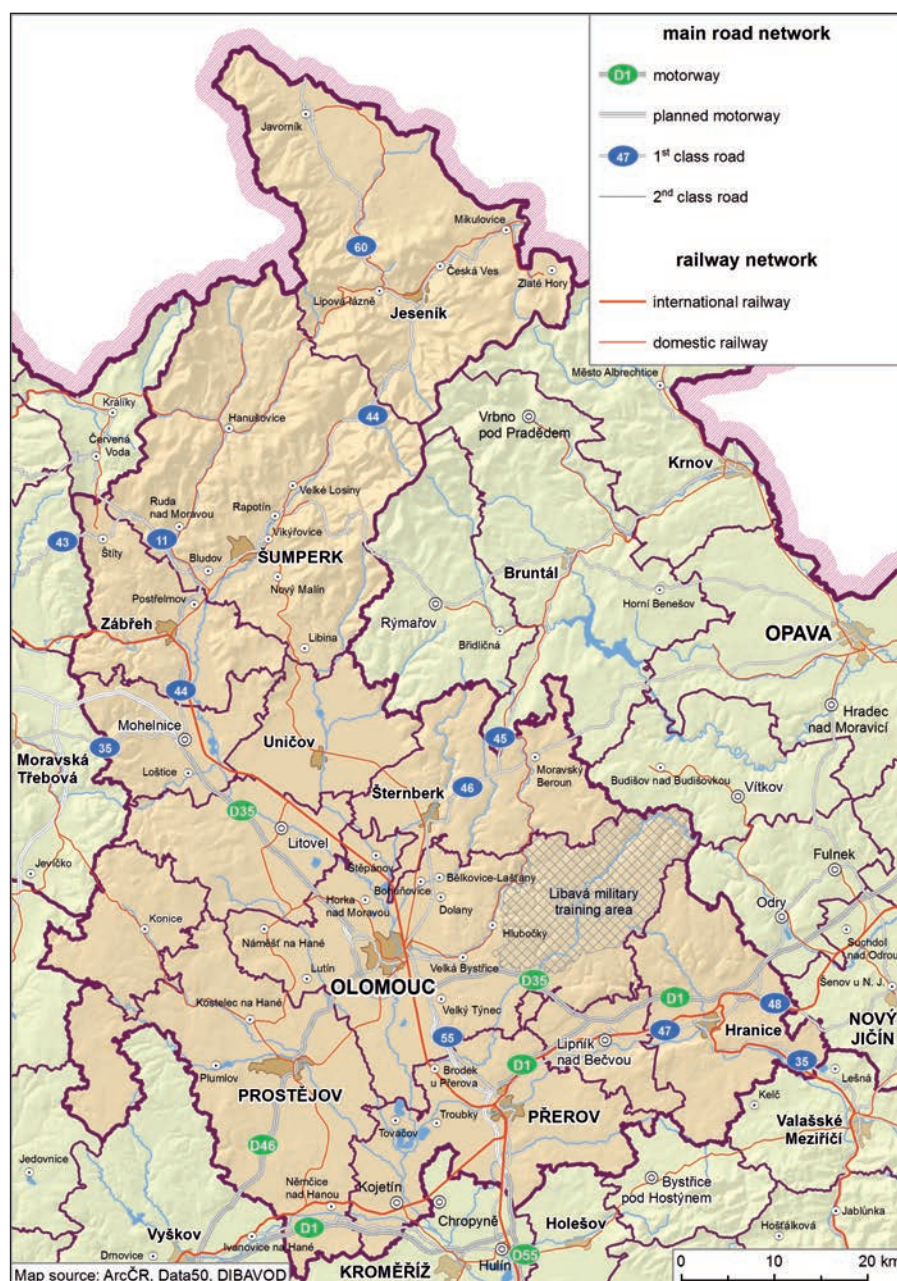 main road network
D1 motorway
planned motorway
47 1st class road
2nd class road
railway network
international railway
domestic railway
Javorník
Mikulovice
60
Česká Ves
Zlaté Hory
Lipová-lázně
Jeseník
Město Albrechtice
Králíky
44
Hanušovice
Vrbno
pod Pradědem
Červená
Voda
Krnov
Velké Losiny
Ruda
nad Moravou
Rapotín
43
11
Vikýřovice
Štíty
ŠUMPERK
Bludov
Bruntál
Nový Malín
Horní Benešov
Postřelmov
Rýmařov
Zábřeh
OPAVA
Libina
Břidličná
44
Hradec
nad Moravicí
Mohelnice
35
Uničov
45
Moravská
Třebová
Moravský
Beroun
Loštice
46
Budišov nad Budišovkou
Vítkov
Šternberk
D35
Litovel
Štěpánov
Fulnek
Jevíčko
Bohuňovice
Bělkovice-Lašťany
Libavá military
training area
Horka
nad Moravou
Dolany
Odry
Konice
Hlubočky
Suchdol
nad Odrou
Náměšť na Hané
Velká Bystřice
Lutín
D35
Šenov u N. J.
OLOMOUC
D1
48
Kostelec na Hané
Velký Týnec
NOVÝ
JIČÍN
55
47
Hranice
Lipník
nad Bečvou
35
D1
Plumlov
Brodek
u Přerova
Lešná
PROSTĚJOV
Kelč
PŘEROV
Troubky
Valašské
Meziříčí
Tovačov
D46
Jedovnice
Němčice
nad Hanou
Kojetín
Bystřice
pod Hostýnem
Chropyně
Jablůnka
D1
Holešov
Vyškov
Hošťálková
Ivanovice na Hané
Drnovice
Hulín
D55
0 10 20 km
KROMĚŘÍŽ
Map source: ArcČR, Data50, DIBAVOD